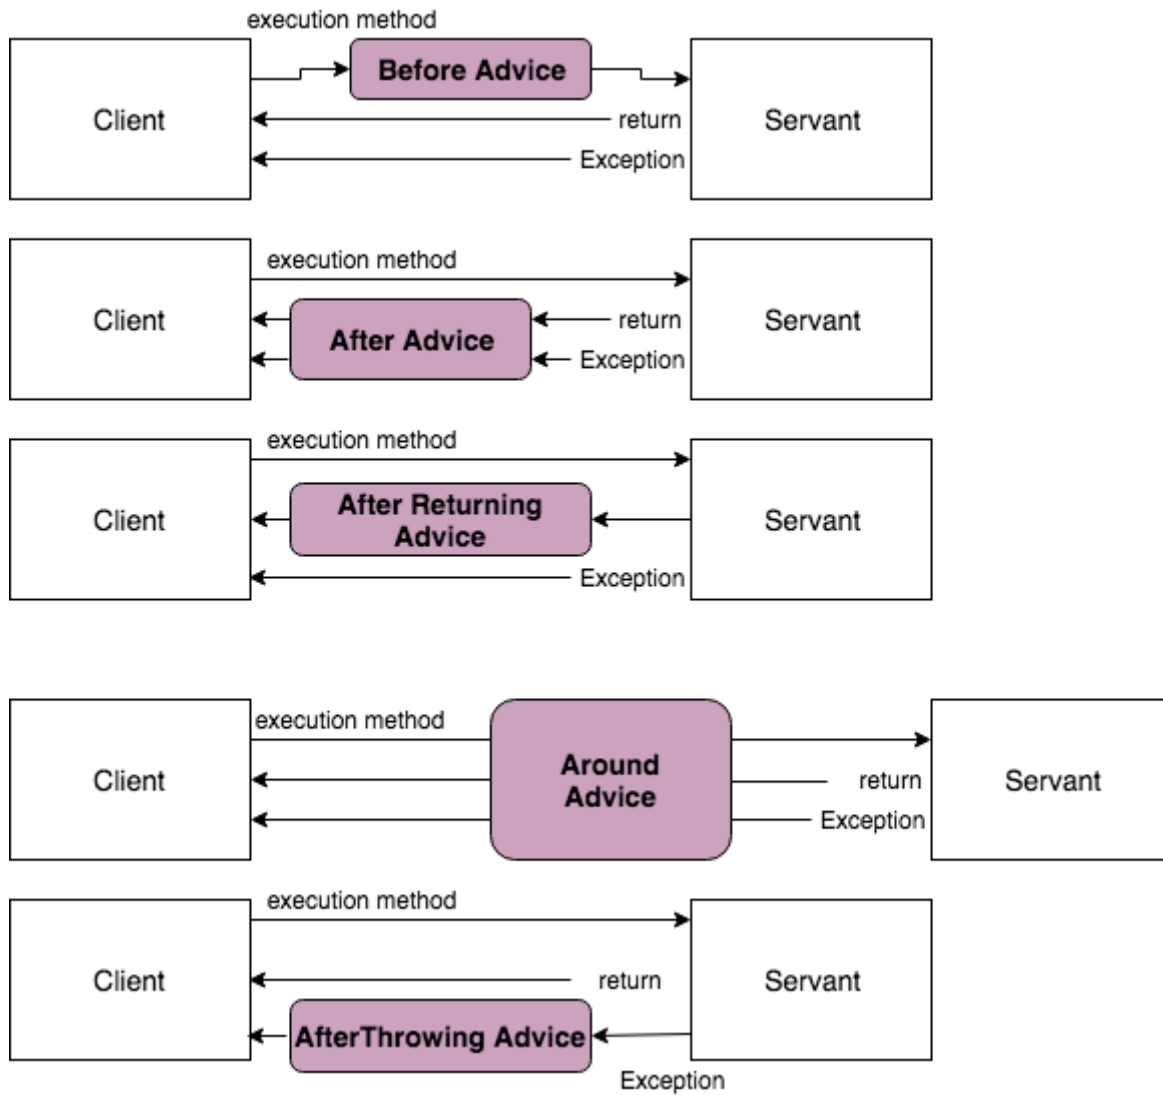 execution method
Client
Before Advice
Servant
return
Exception
execution method
Client
After Advice
return
Exception
Servant
execution method
Client
After Returning
Advice
Servant
Exception
execution method
Client
Around
Advice
return
Exception
Servant
execution method
Client
return
Servant
AfterThrowing Advice
Exception